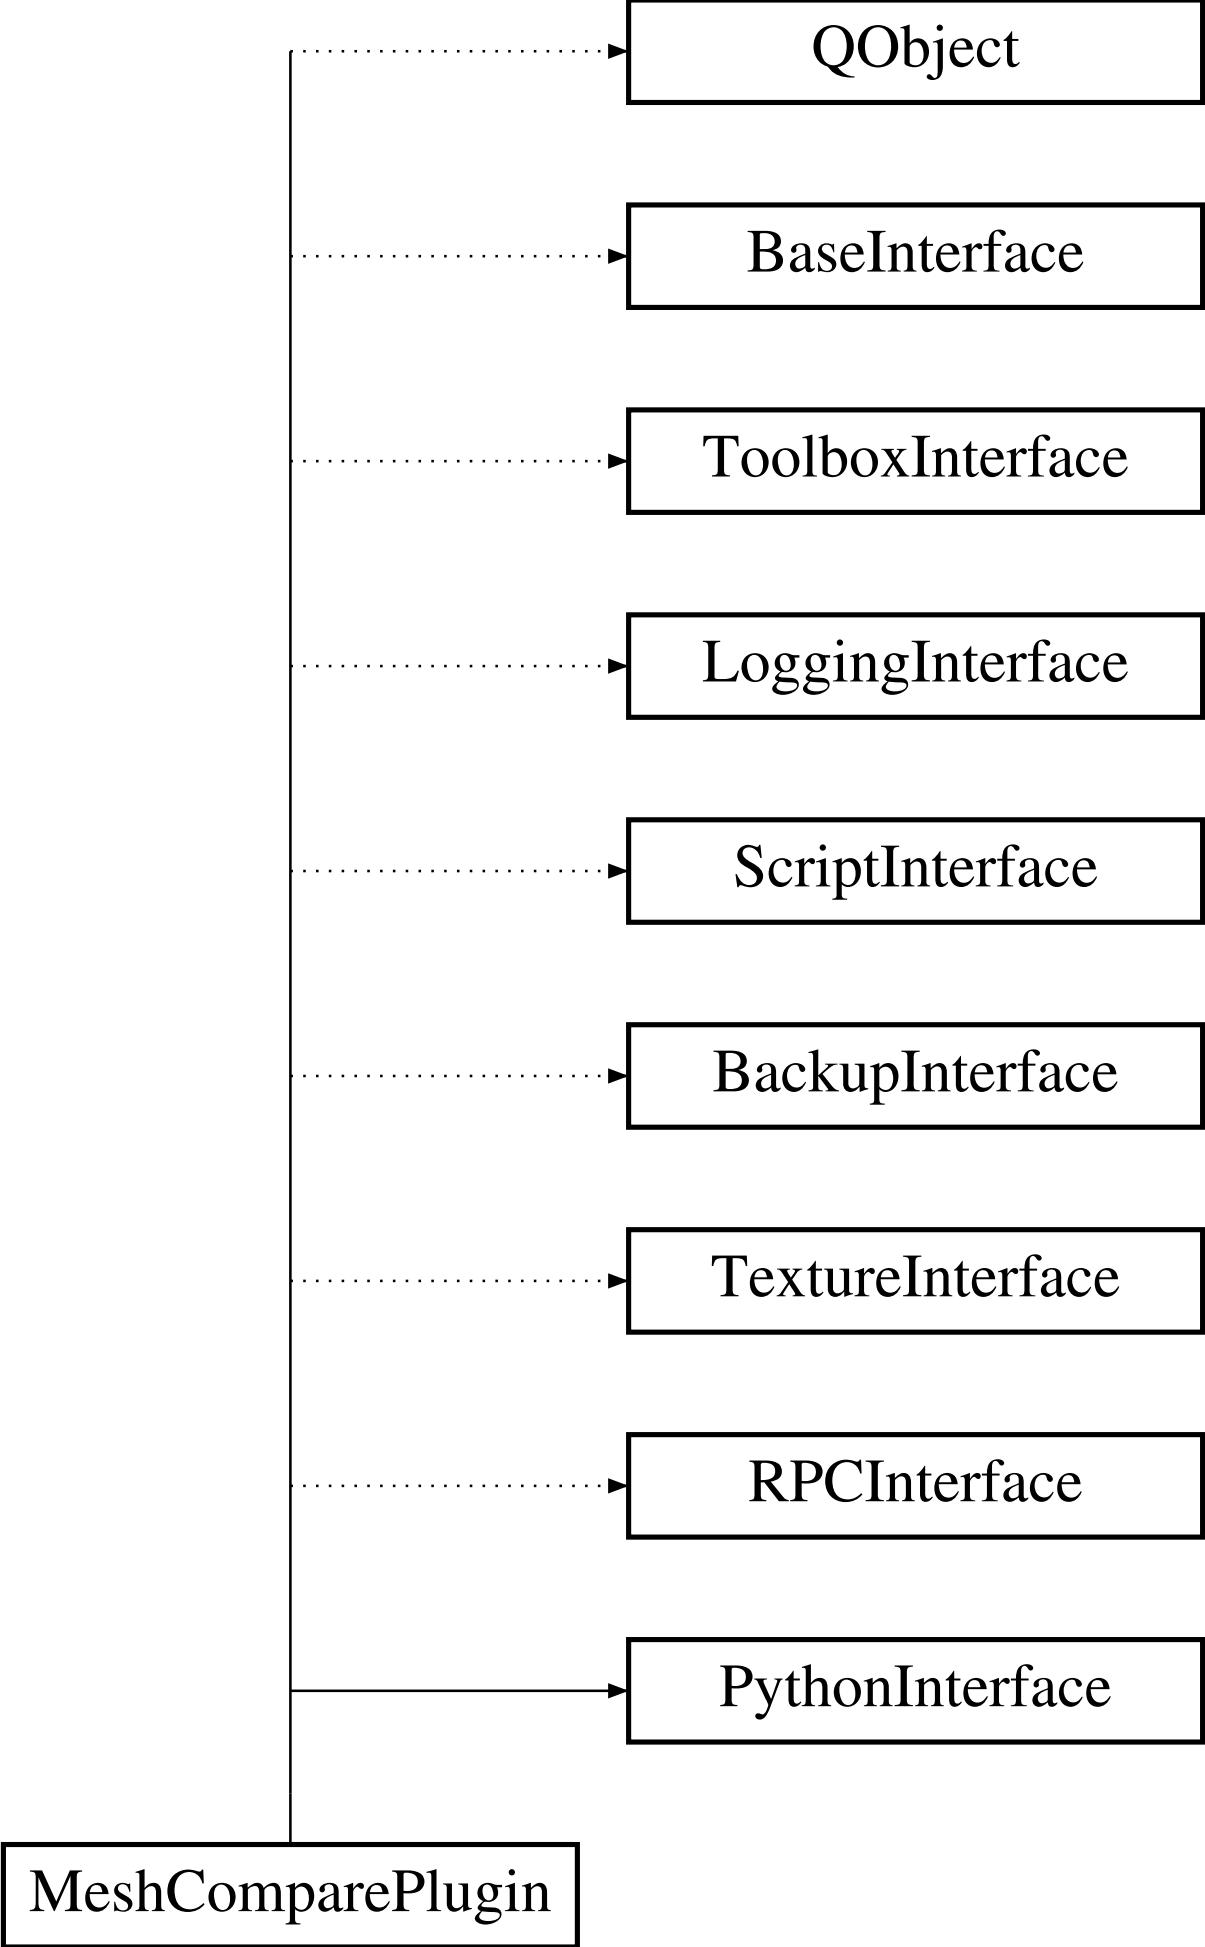 QObject
BaseInterface
ToolboxInterface
LoggingInterface
ScriptInterface
BackupInterface
TextureInterface
RPCInterface
PythonInterface
MeshComparePlugin